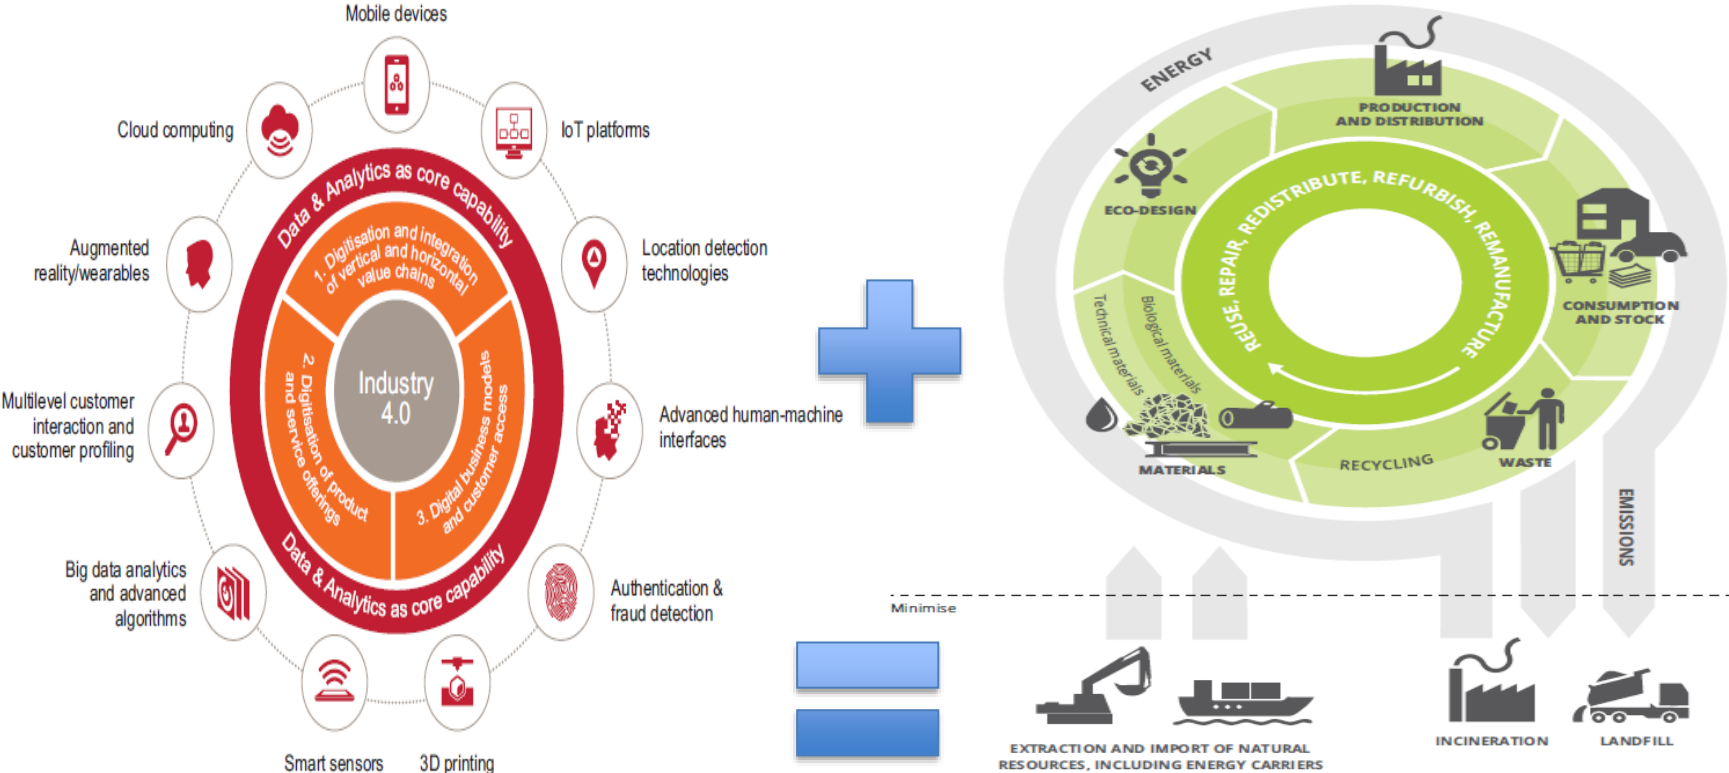 Mobile devices
Cloud computing
IoT platforms
Augmented
reality/wearables
Location detection
technologies
Multilevel customer
interaction and
customer profiling
Advanced human-machine
interfaces
Big data analytics
and advanced
algorithms
Authentication &
fraud detection
Smart sensors
3D printing
Data & Analytics as core capability
1. Digitisation and integration
of vertical and horizontal
value chains
2. Digitisation of product
and service offerings
3. Digital business models
and customer access
Industry
4.0
Data & Analytics as core capability
ENERGY
PRODUCTION
AND DISTRIBUTION
ECO-DESIGN
REUSE, REPAIR, REDISTRIBUTE, REFURBISH, REMANUFACTURE
CONSUMPTION
AND STOCK
Technical materials
Biological materials
MATERIALS
RECYCLING
WASTE
EMISSIONS
Minimise
EXTRACTION AND IMPORT OF NATURAL
RESOURCES, INCLUDING ENERGY CARRIERS
INCINERATION
LANDFILL